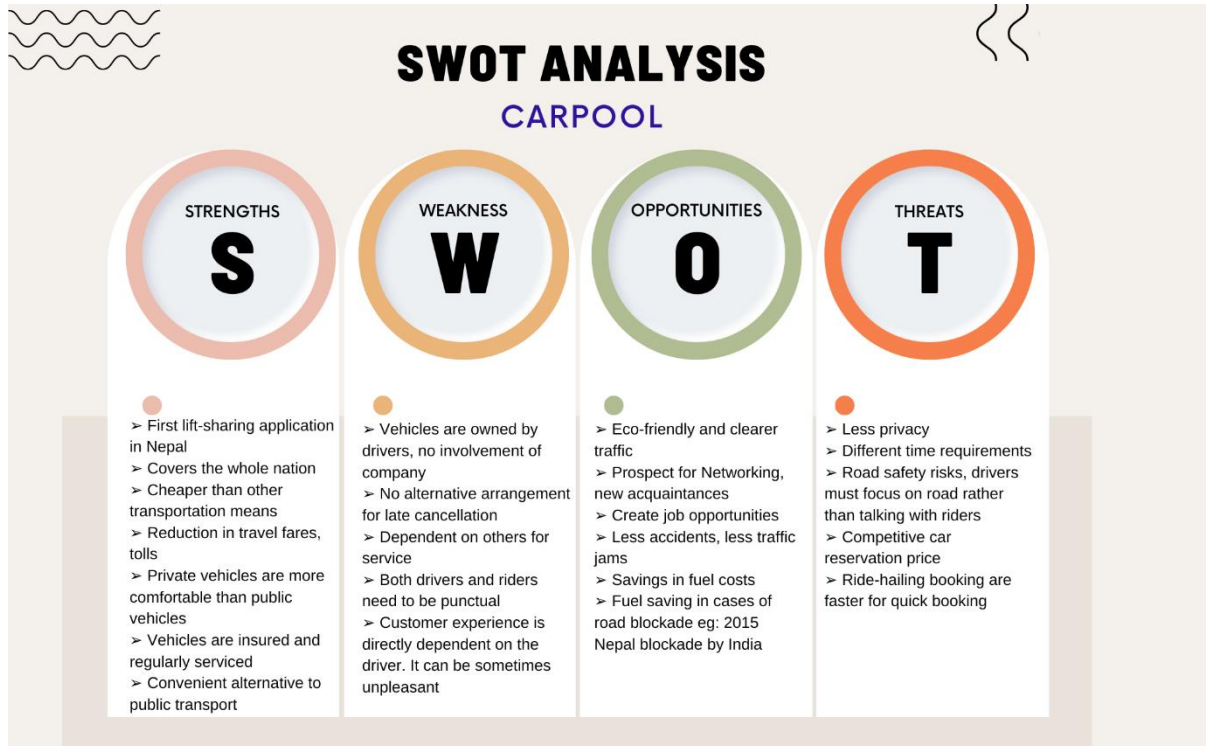 SWOT ANALYSIS
CARPOOL
STRENGTHS
S
➢ First lift-sharing application
in Nepal
➢ Covers the whole nation
➢ Cheaper than other
transportation means
➢ Reduction in travel fares,
tolls
➢ Private vehicles are more
comfortable than public
vehicles
➢ Vehicles are insured and
regularly serviced
➢ Convenient alternative to
public transport
WEAKNESS
W
➢ Vehicles are owned by
drivers, no involvement of
company
➢ No alternative arrangement
for late cancellation
➢ Dependent on others for
service
➢ Both drivers and riders
need to be punctual
➢ Customer experience is
directly dependent on the
driver. It can be sometimes
unpleasant
OPPORTUNITIES
O
➢ Eco-friendly and clearer
traffic
➢ Prospect for Networking,
new acquaintances
➢ Create job opportunities
➢ Less accidents, less traffic
jams
➢ Savings in fuel costs
➢ Fuel saving in cases of
road blockade eg: 2015
Nepal blockade by India
THREATS
T
➢ Less privacy
➢ Different time requirements
➢ Road safety risks, drivers
must focus on road rather
than talking with riders
➢ Competitive car
reservation price
➢ Ride-hailing booking are
faster for quick booking